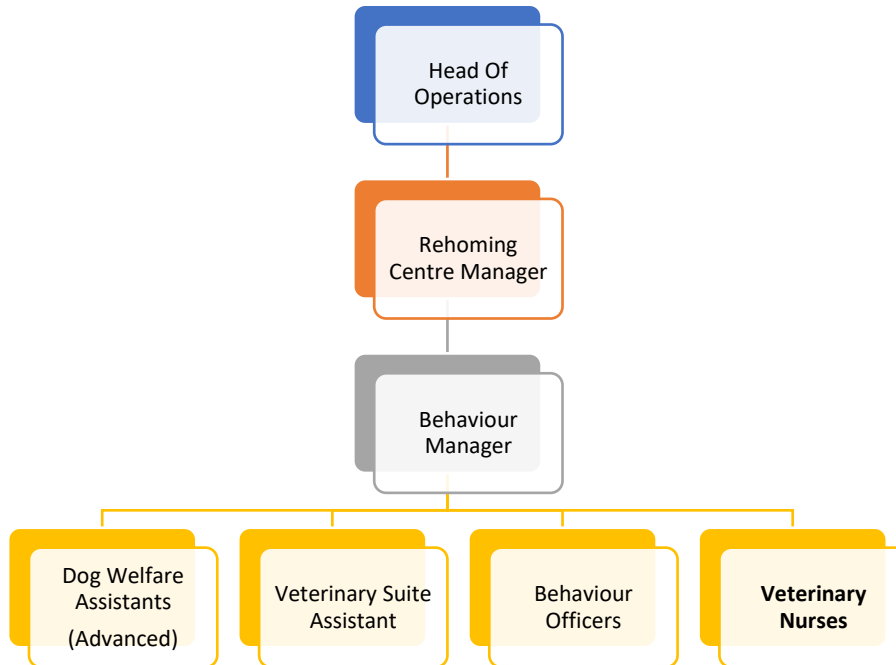 Head Of
Operations
Rehoming
Centre Manager
Behaviour
Manager
Dog Welfare
Assistants
(Advanced)
Veterinary Suite
Assistant
Behaviour
Officers
Veterinary
Nurses